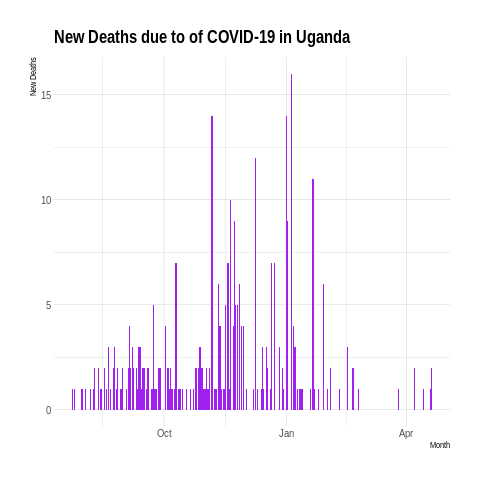 New Deaths due to of COVID-19 in Uganda
New Deaths
15
10
5
0
Oct
Jan
Apr
Month